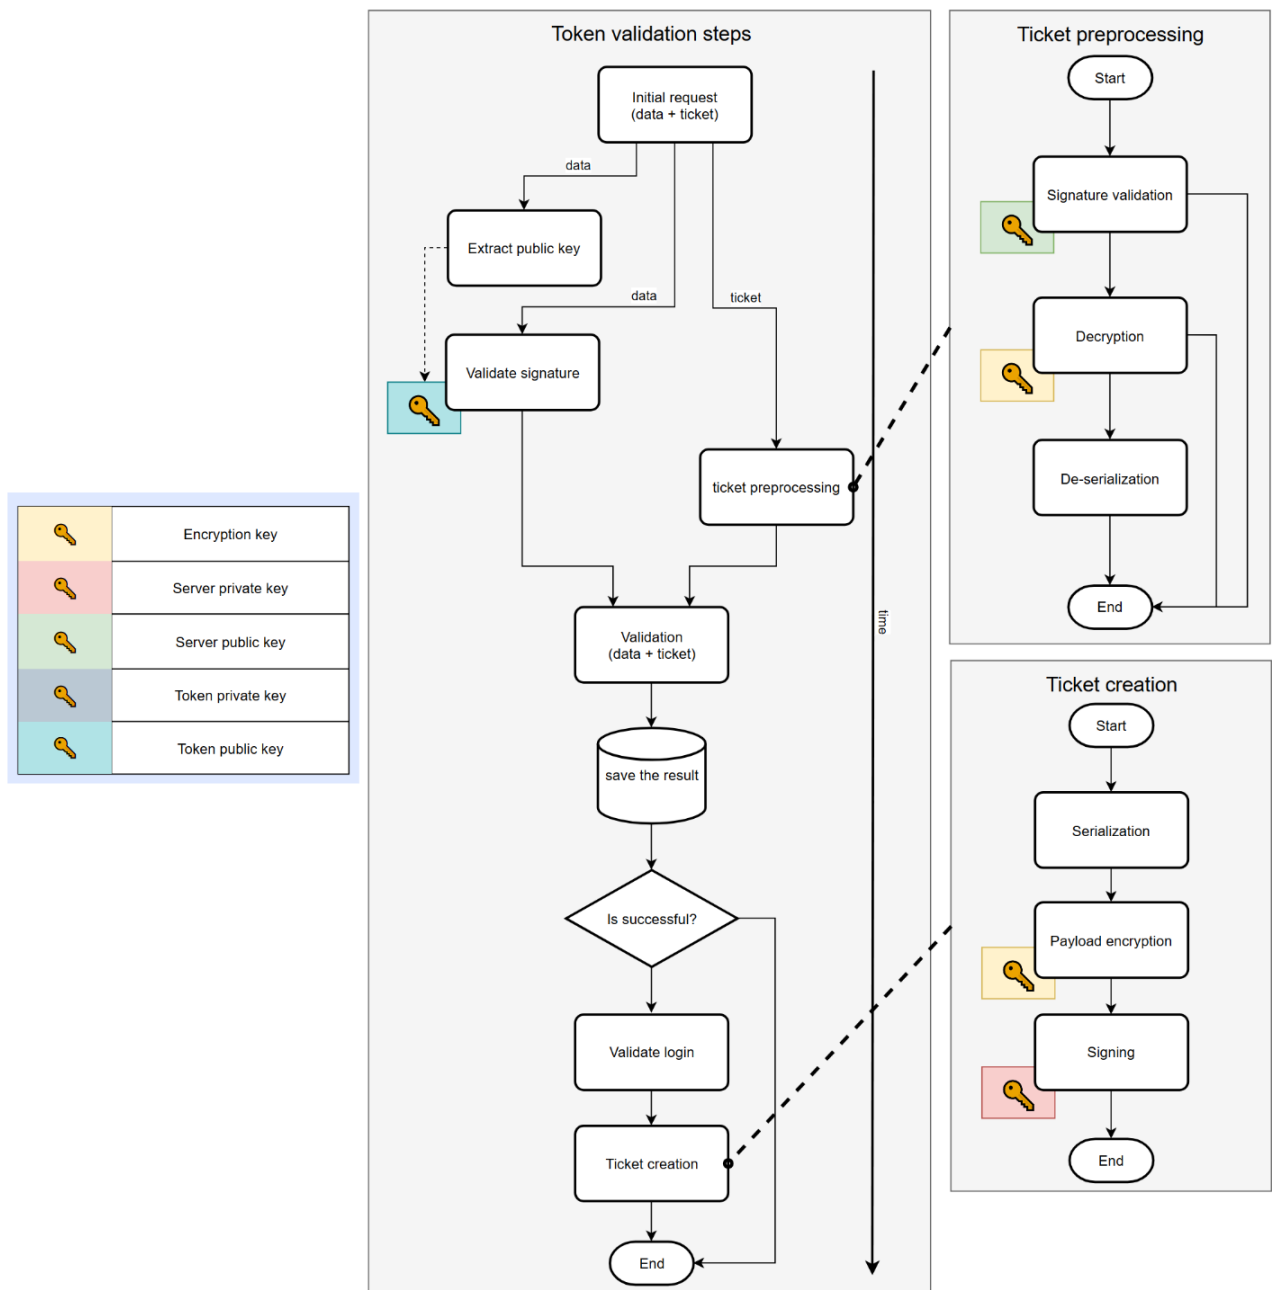 Token validation steps
Initial request
(data + ticket)
data
Extract public key
data
ticket
Validate signature
ticket preprocessing
Validation
(data + ticket)
time
save the result
Is successful?
Validate login
Ticket creation
End
Encryption key
Server private key
Server public key
Token private key
Token public key
Ticket preprocessing
Start
Signature validation
Decryption
De-serialization
End
Ticket creation
Start
Serialization
Payload encryption
Signing
End